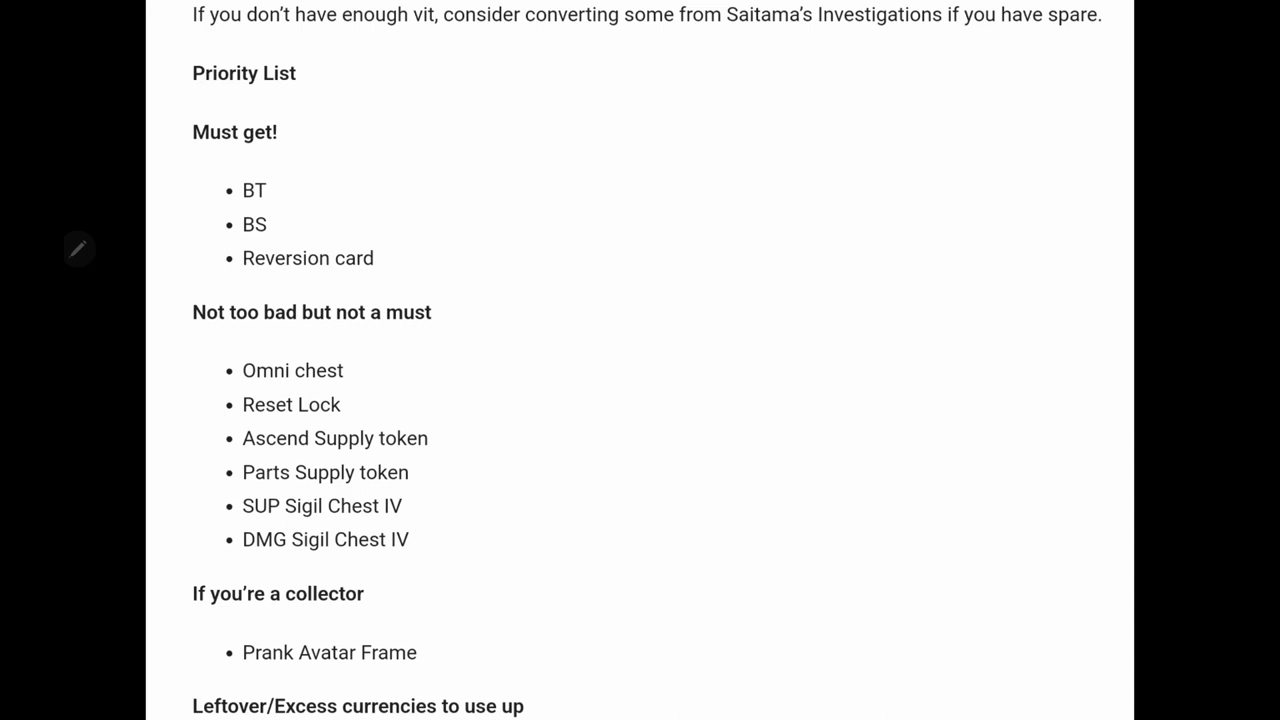 If you don’t have enough vit, consider converting some from Saitama’s Investigations if you have spare.
Priority List
Must get!
• BT
• BS
• Reversion card
Not too bad but not a must
• Omni chest
• Reset Lock
• Ascend Supply token
• Parts Supply token
• SUP Sigil Chest IV
• DMG Sigil Chest IV
If you’re a collector
• Prank Avatar Frame
Leftover/Excess currencies to use up